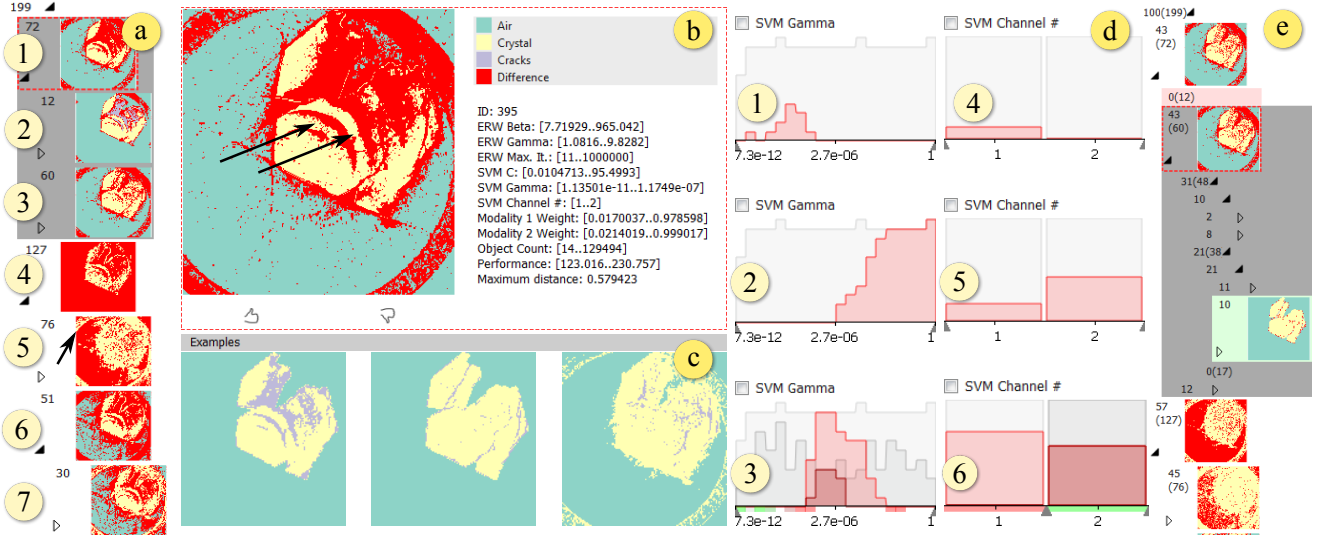 199
72
a
1
12
2
60
3
127
4
76
5
51
6
30
7
b
Air
Crystal
Cracks
Difference
ID: 395
ERW Beta: [7.71929..965.042]
ERW Gamma: [1.0816..9.8282]
ERW Max. It.: [11..1000000]
SVM C: [0.0104713..95.4993]
SVM Gamma: [1.13501e-11..1.1749e-07]
SVM Channel #: [1..2]
Modality 1 Weight: [0.0170037..0.978598]
Modality 2 Weight: [0.0214019..0.999017]
Object Count: [14..129494]
Performance: [123.016..230.757]
Maximum distance: 0.579423
Examples
c
SVM Gamma
1
7.3e-12 2.7e-06 1
SVM Channel #
d
4
1 2
SVM Gamma
2
7.3e-12 2.7e-06 1
SVM Channel #
5
1 2
SVM Gamma
3
7.3e-12 2.7e-06 1
SVM Channel #
6
1 2
100(199)
43
(72)
e
0(12)
43
(60)
31(48
10
2
8
21(38
21
11
10
0(17)
12
57
(127)
45
(76)